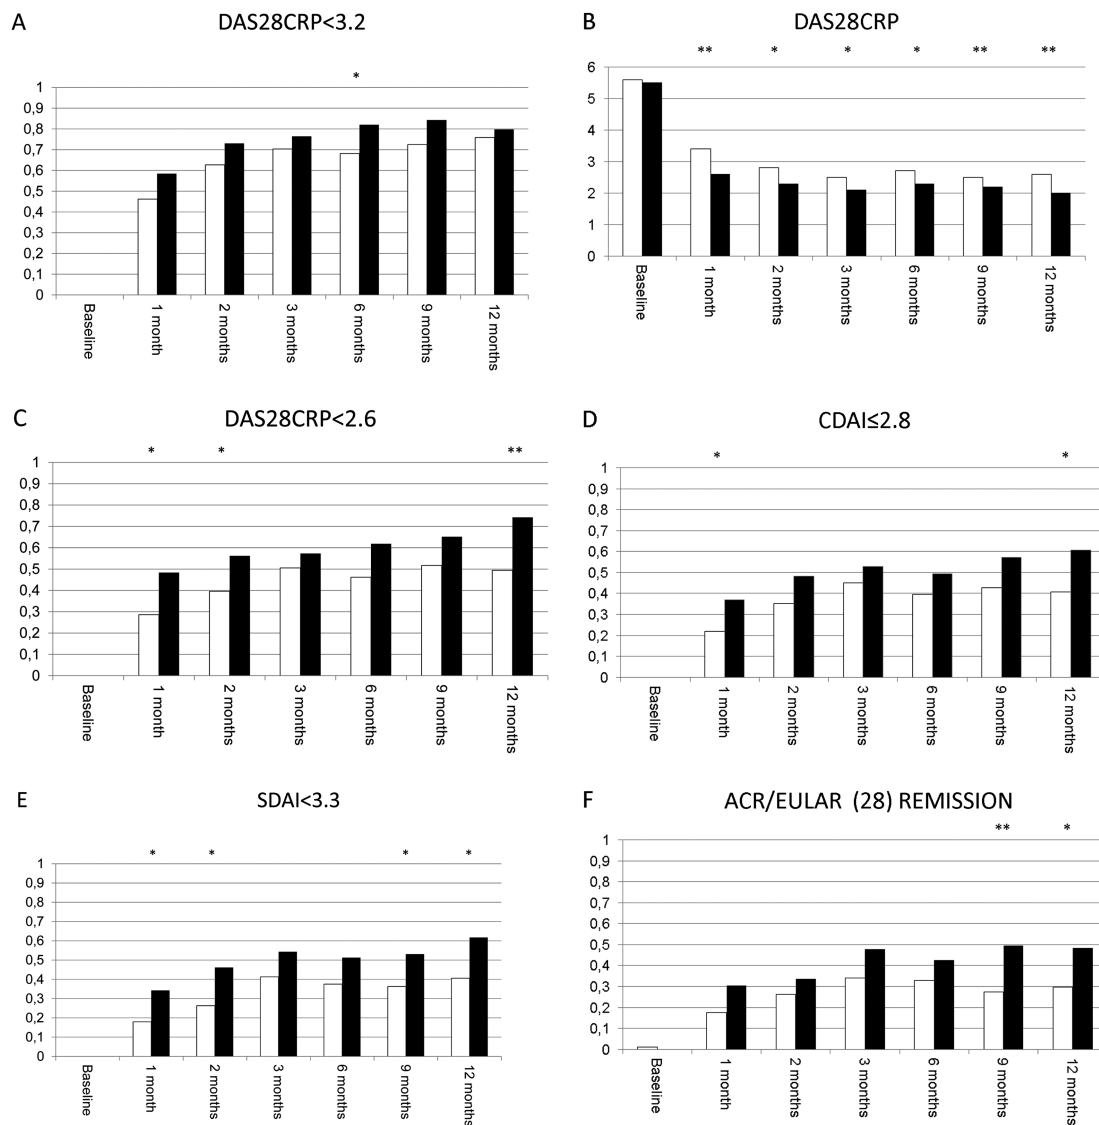 A
DAS28CRP<3.2
*
1
0,9
0,8
0,7
0,6
0,5
0,4
0,3
0,2
0,1
0
Baseline
1 month
2 months
3 months
6 months
9 months
12 months
B
DAS28CRP
** * * * ** **
6
5
4
3
2
1
0
Baseline
1 month
2 months
3 months
6 months
9 months
12 months
C
DAS28CRP<2.6
* * **
1
0,9
0,8
0,7
0,6
0,5
0,4
0,3
0,2
0,1
0
Baseline
1 month
2 months
3 months
6 months
9 months
12 months
D
CDAI≤2.8
* *
1
0,9
0,8
0,7
0,6
0,5
0,4
0,3
0,2
0,1
0
Baseline
1 month
2 months
3 months
6 months
9 months
12 months
E
SDAI<3.3
* * * *
1
0,9
0,8
0,7
0,6
0,5
0,4
0,3
0,2
0,1
0
Baseline
1 month
2 months
3 months
6 months
9 months
12 months
F
ACR/EULAR (28) REMISSION
** *
1
0,9
0,8
0,7
0,6
0,5
0,4
0,3
0,2
0,1
0
Baseline
1 month
2 months
3 months
6 months
9 months
12 months